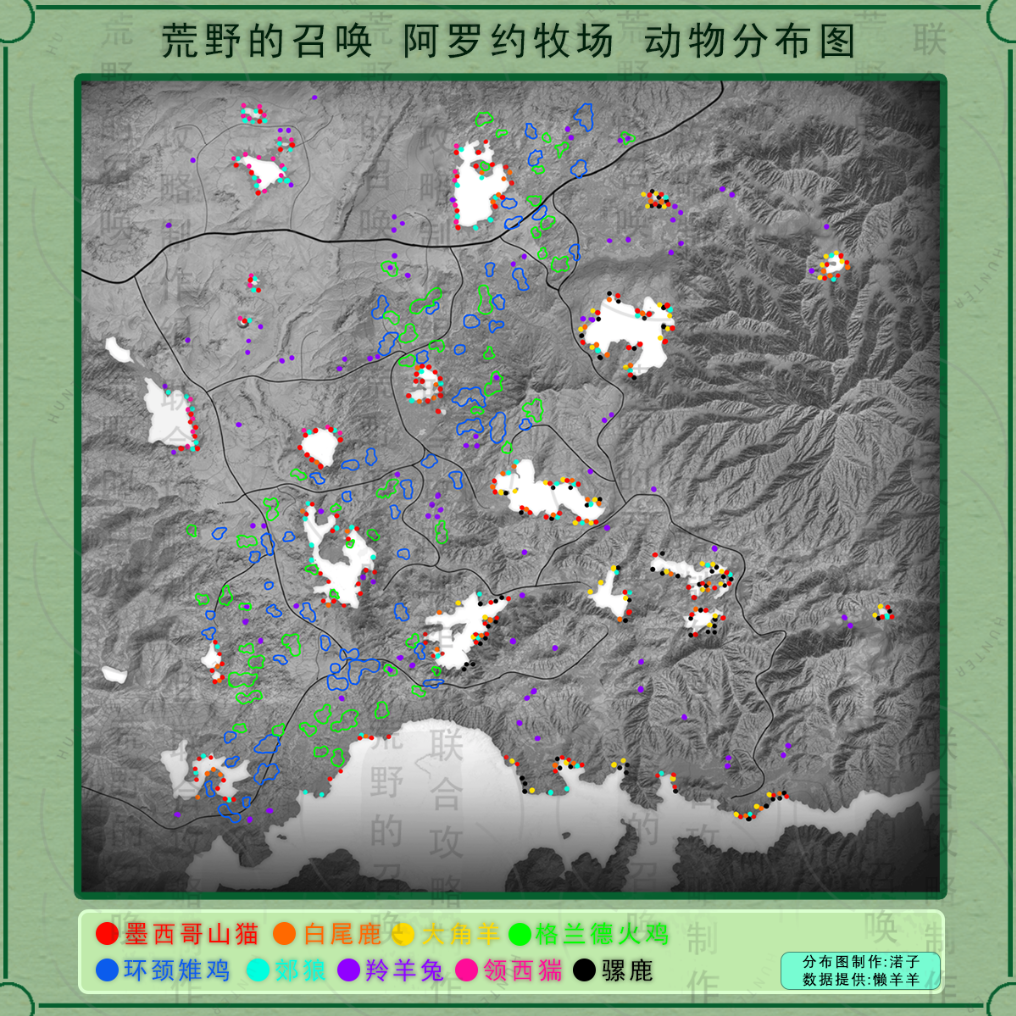 荒野的召唤 阿罗约牧场 动物分布图
墨西哥山猫 白尾鹿 大角羊 格兰德火鸡
环颈雉鸡 郊狼 羚羊兔 领西猯 骡鹿
分布图制作:渃子
数据提供:懒羊羊